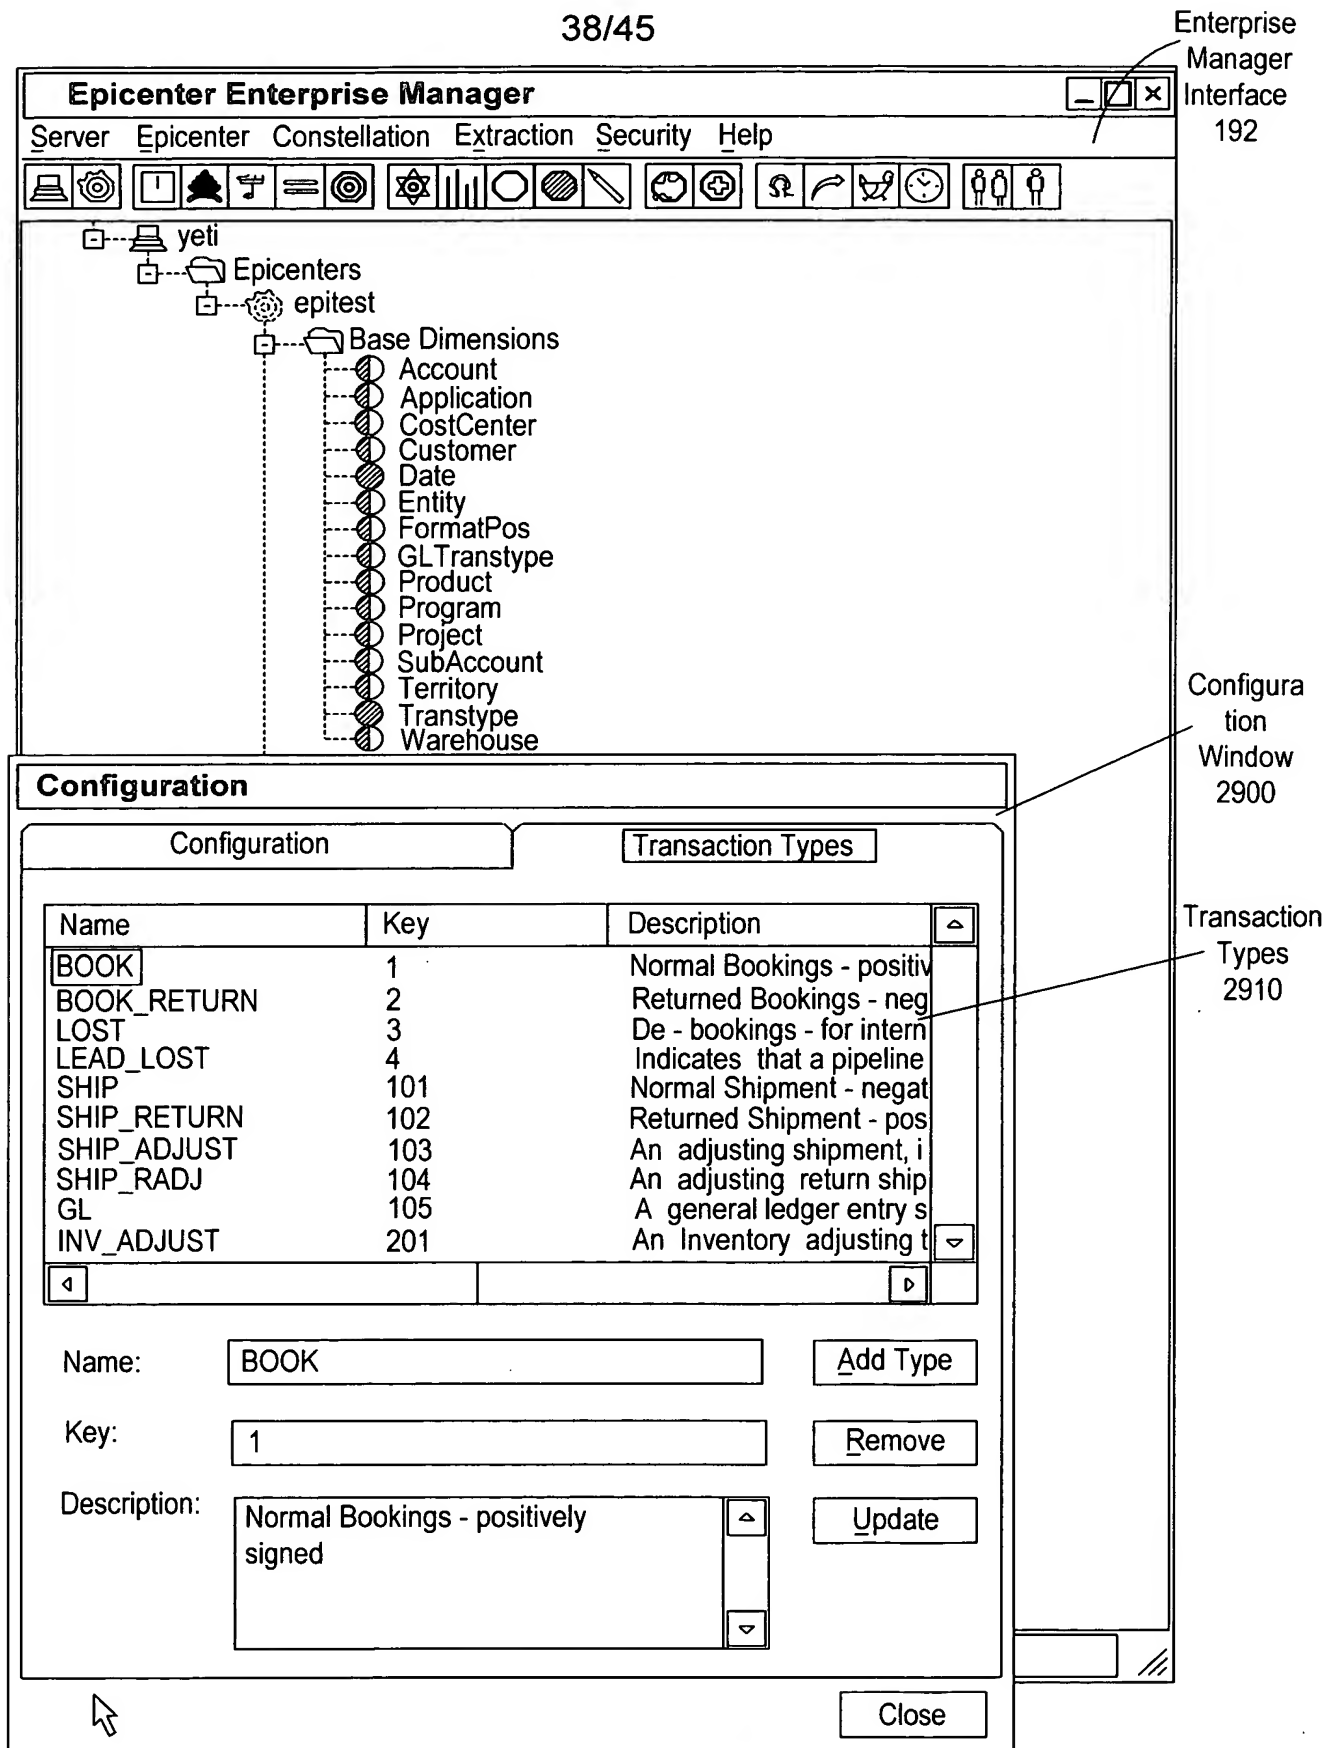 38/45
Enterprise
Manager
Interface
192
Epicenter Enterprise Manager
Server Epicenter Constellation Extraction Security Help
yeti
Epicenters
epitest
Base Dimensions
Account
Application
CostCenter
Customer
Date
Entity
FormatPos
GLTranstype
Product
Program
Project
SubAccount
Territory
Transtype
Warehouse
Configura
tion
Window
2900
Configuration
Configuration Transaction Types
Name Key Description
BOOK 1 Normal Bookings - positiv
BOOK_RETURN 2 Returned Bookings - neg
LOST 3 De - bookings - for intern
LEAD_LOST 4 Indicates that a pipeline
SHIP 101 Normal Shipment - negat
SHIP_RETURN 102 Returned Shipment - pos
SHIP_ADJUST 103 An adjusting shipment, i
SHIP_RADJ 104 An adjusting return ship
GL 105 A general ledger entry s
INV_ADJUST 201 An Inventory adjusting t
Transaction
Types
2910
Name: BOOK Add Type
Key: 1 Remove
Description: Normal Bookings - positively
signed
Update
Close